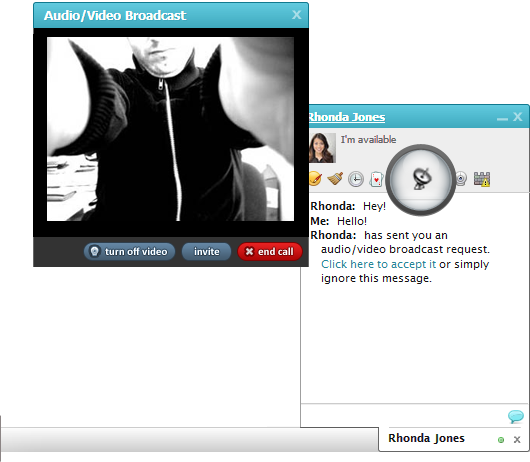 Audio/Video Broadcast
x
turn off video
invite
end call
Rhonda Jones
I'm available
Rhonda: Hey!
Me: Hello!
Rhonda: has sent you an
audio/video broadcast request.
Click here to accept it or simply
ignore this message.
Rhonda Jones
x